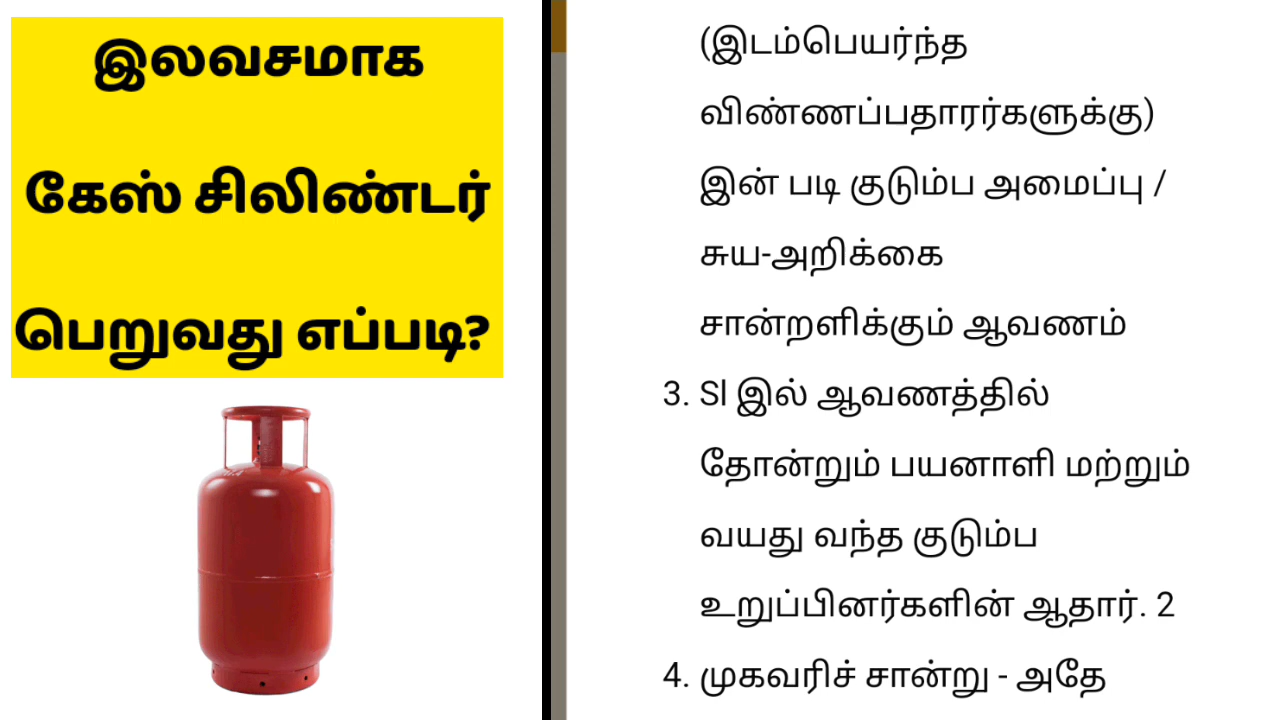 இலவசமாக
கேஸ் சிலிண்டர்
பெறுவது எப்படி?
(இடம்பெயர்ந்த
விண்ணப்பதாரர்களுக்கு)
இன் படி குடும்ப அமைப்பு /
சுய-அறிக்கை
சான்றளிக்கும் ஆவணம்
3. Sl இல் ஆவணத்தில்
தோன்றும் பயனாளி மற்றும்
வயது வந்த குடும்ப
உறுப்பினர்களின் ஆதார். 2
4. முகவரிச் சான்று - அதே